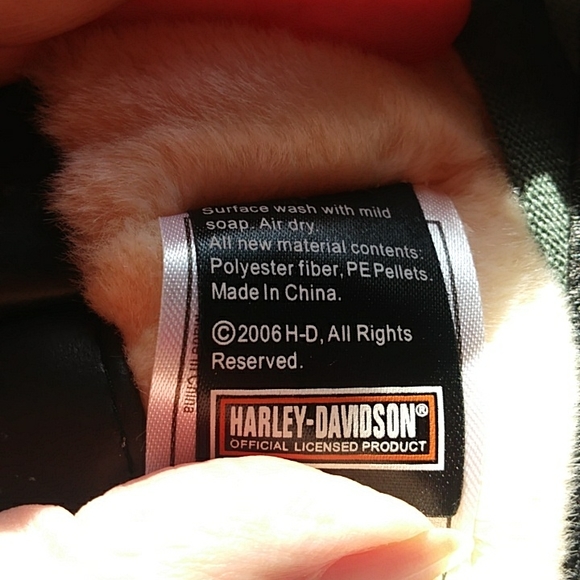 Surface wash with mild
soap. Air dry.
All new material contents:
Polyester fiber, PE Pellets.
Made In China.
©2006 H-D, All Rights
Reserved.
HARLEY-DAVIDSON®
OFFICIAL LICENSED PRODUCT